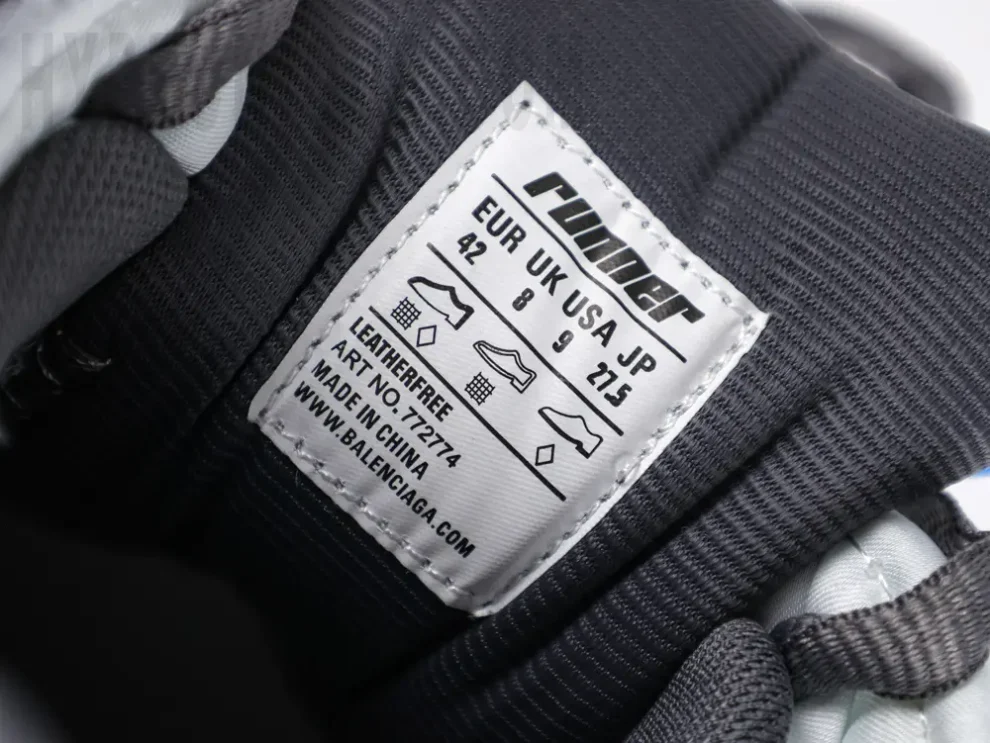 runner
EUR UK USA JP
42 8 9 27.5
LEATHERFREE
ART NO. 772774
MADE IN CHINA
WWW.BALENCIAGA.COM